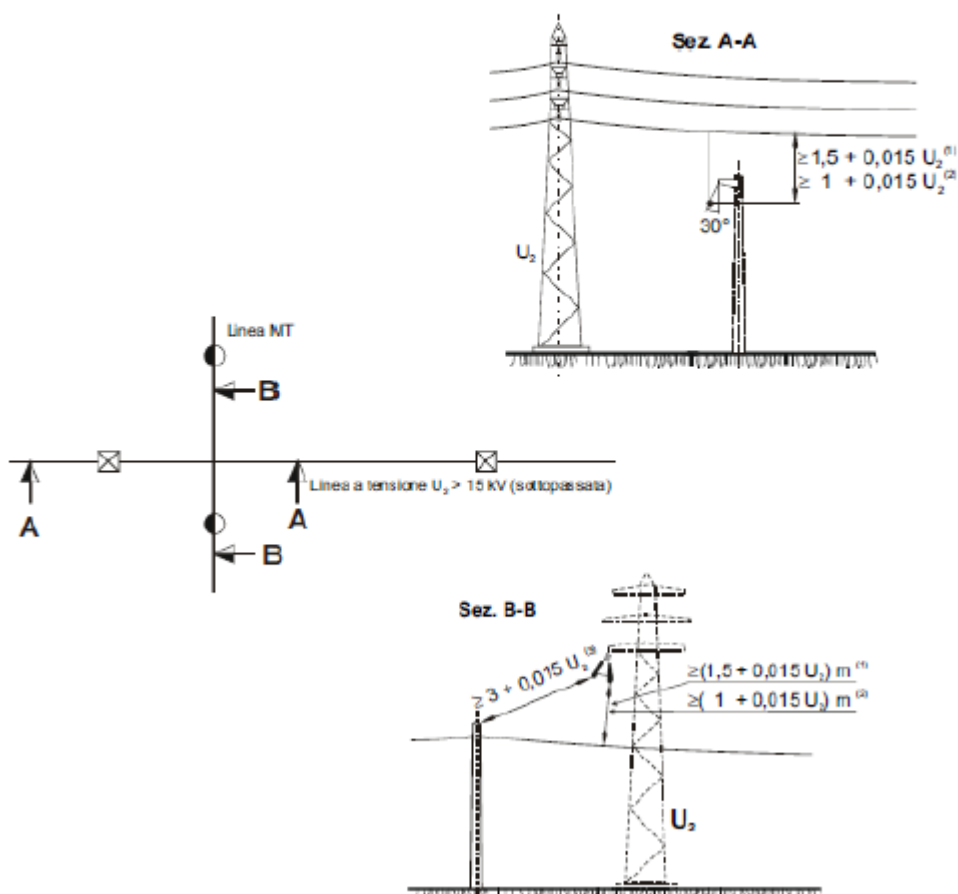 Sez. A-A
≥ 1,5 + 0,015 U₂⁽¹⁾
≥ 1 + 0,015 U₂⁽²⁾
30°
U₂
Linea MT
B
A
A
Linea a tensione U₂ > 15 kV (sottopassata)
B
Sez. B-B
≥ 3 + 0,015 U₂⁽³⁾
≥(1,5 + 0,015 U₂) m ⁽¹⁾
≥( 1 + 0,015 U₂) m ⁽²⁾
U₂